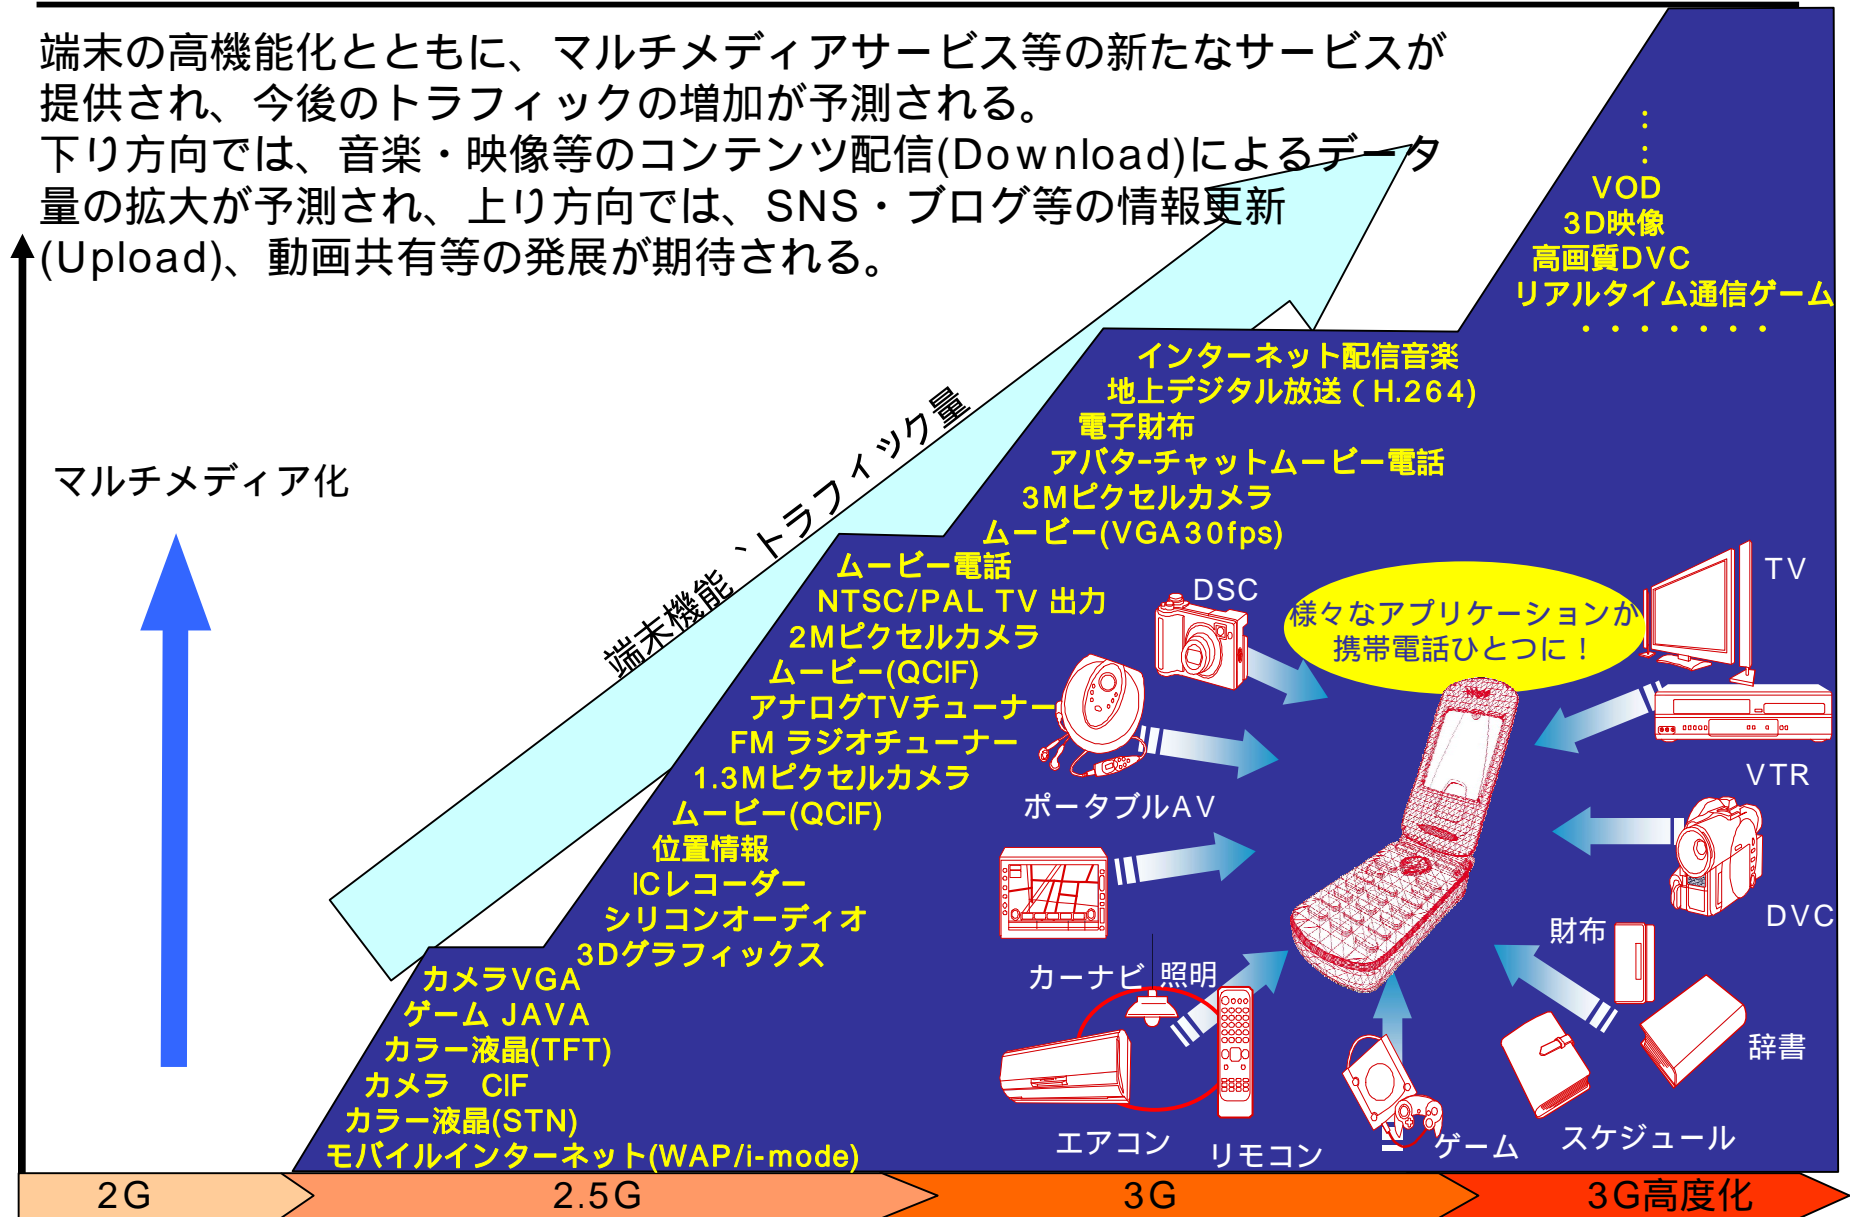 端末の高機能化とともに、マルチメディアサービス等の新たなサービスが
提供され、今後のトラフィックの増加が予測される。
下り方向では、音楽・映像等のコンテンツ配信(Download)によるデータ
量の拡大が予測され、上り方向では、SNS・ブログ等の情報更新
(Upload)、動画共有等の発展が期待される。
:
:
VOD
3D映像
高画質DVC
リアルタイム通信ゲーム
・・・・・・・
インターネット配信音楽
地上デジタル放送(H.264)
電子財布
アバターチャットムービー電話
3Mピクセルカメラ
ムービー(VGA30fps)
マルチメディア化
端末機能、トラフィック量
ムービー電話
NTSC/PAL TV 出力
2Mピクセルカメラ
ムービー(QCIF)
アナログTVチューナー
FM ラジオチューナー
1.3Mピクセルカメラ
ムービー(QCIF)
位置情報
ICレコーダー
シリコンオーディオ
3Dグラフィックス
カメラVGA
ゲーム JAVA
カラー液晶(TFT)
カメラ CIF
カラー液晶(STN)
モバイルインターネット(WAP/i-mode)
様々なアプリケーションが
携帯電話ひとつに！
DSC
TV
ポータブルAV
VTR
DVC
カーナビ
照明
財布
辞書
エアコン
リモコン
ゲーム
スケジュール
2G
2.5G
3G
3G高度化